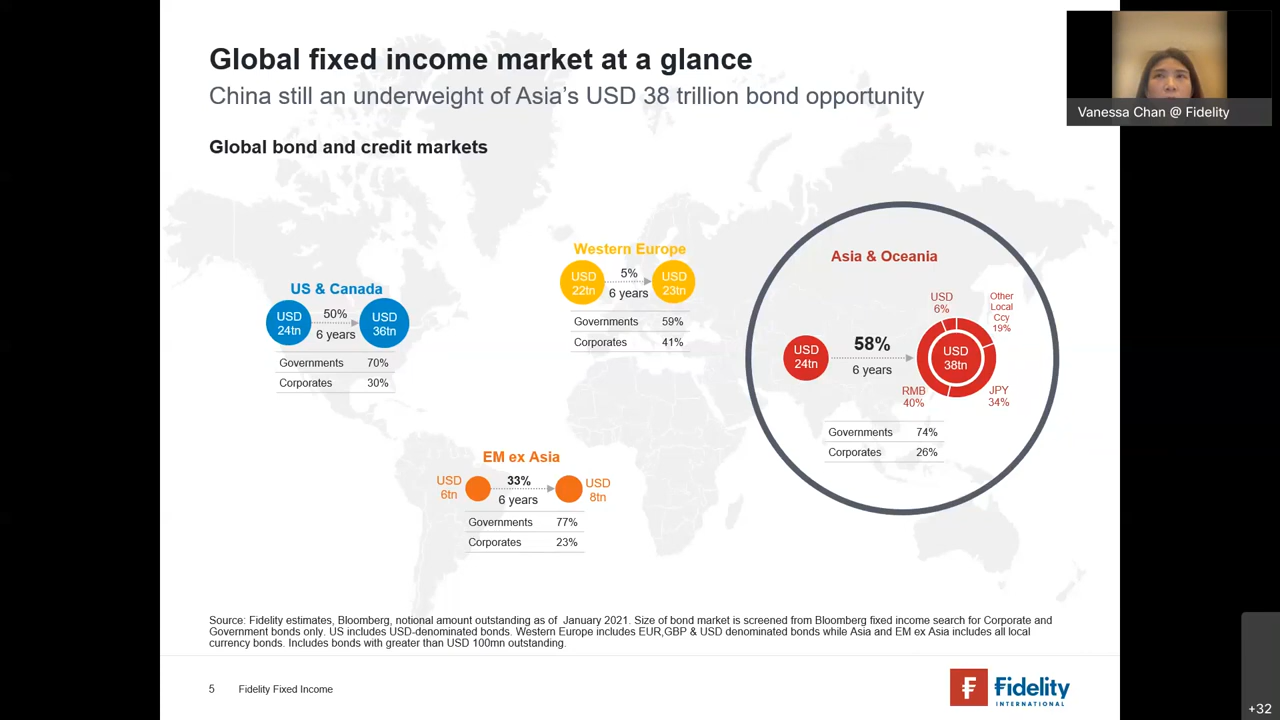 Global fixed income market at a glance
China still an underweight of Asia's USD 38 trillion bond opportunity
Vanessa Chan @ Fidelity
Global bond and credit markets
US & Canada
USD
24tn
50%
6 years
USD
36tn
Governments 70%
Corporates 30%
Western Europe
USD
22tn
5%
6 years
USD
23tn
Governments 59%
Corporates 41%
Asia & Oceania
USD
24tn
58%
6 years
USD
38tn
USD
6%
Other
Local
Ccy
19%
RMB
40%
JPY
34%
Governments 74%
Corporates 26%
EM ex Asia
USD
6tn
33%
6 years
USD
8tn
Governments 77%
Corporates 23%
Source: Fidelity estimates, Bloomberg, notional amount outstanding as of January 2021. Size of bond market is screened from Bloomberg fixed income search for Corporate and
Government bonds only. US includes USD-denominated bonds. Western Europe includes EUR,GBP & USD denominated bonds while Asia and EM ex Asia includes all local
currency bonds. Includes bonds with greater than USD 100mn outstanding.
5 Fidelity Fixed Income
Fidelity
INTERNATIONAL
+32